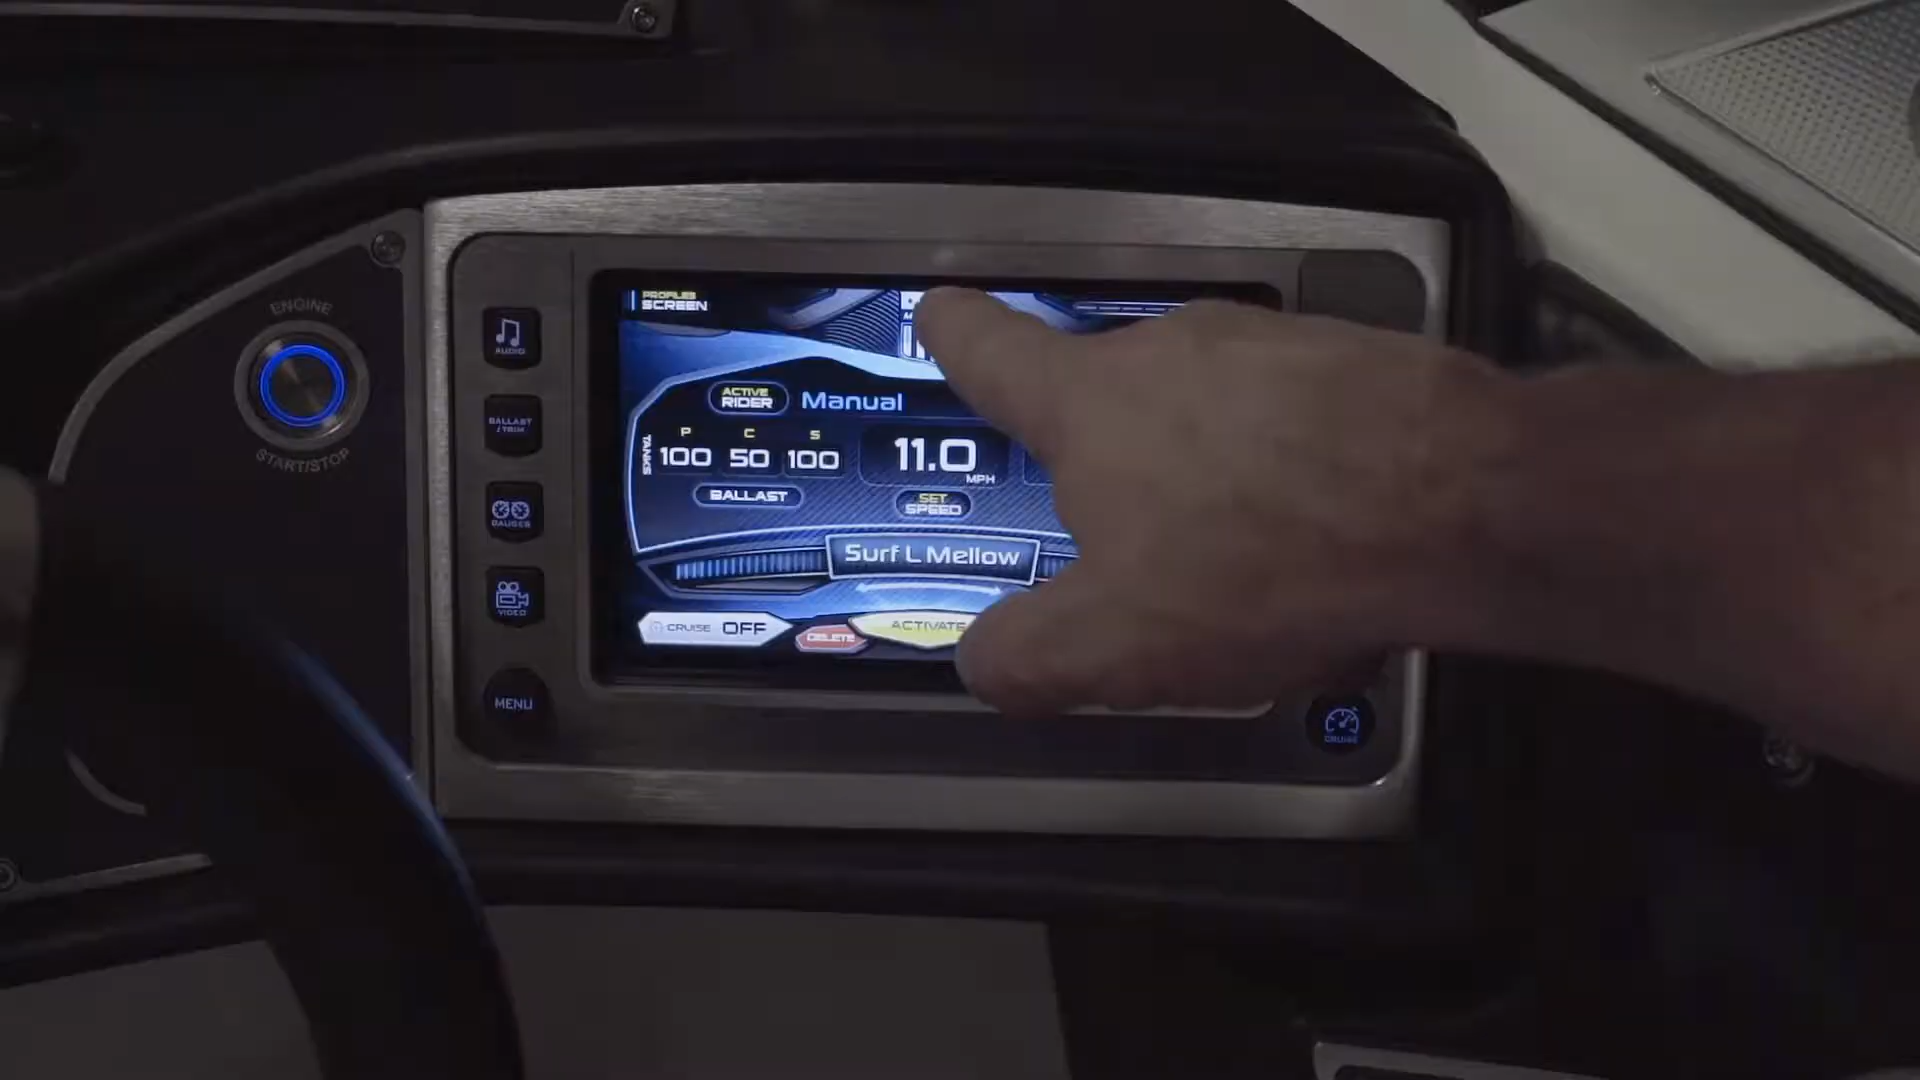 ENGINE
START/STOP
AUDIO
BALLAST
/ TRIM
GAUGES
VIDEO
MENU
PROFILES
SCREEN
ACTIVE
RIDER
Manual
TANKS
P C S
100 50 100
11.0
MPH
BALLAST
SET
SPEED
Surf L Mellow
CRUISE OFF
DELETE
ACTIVATE
CRUISE